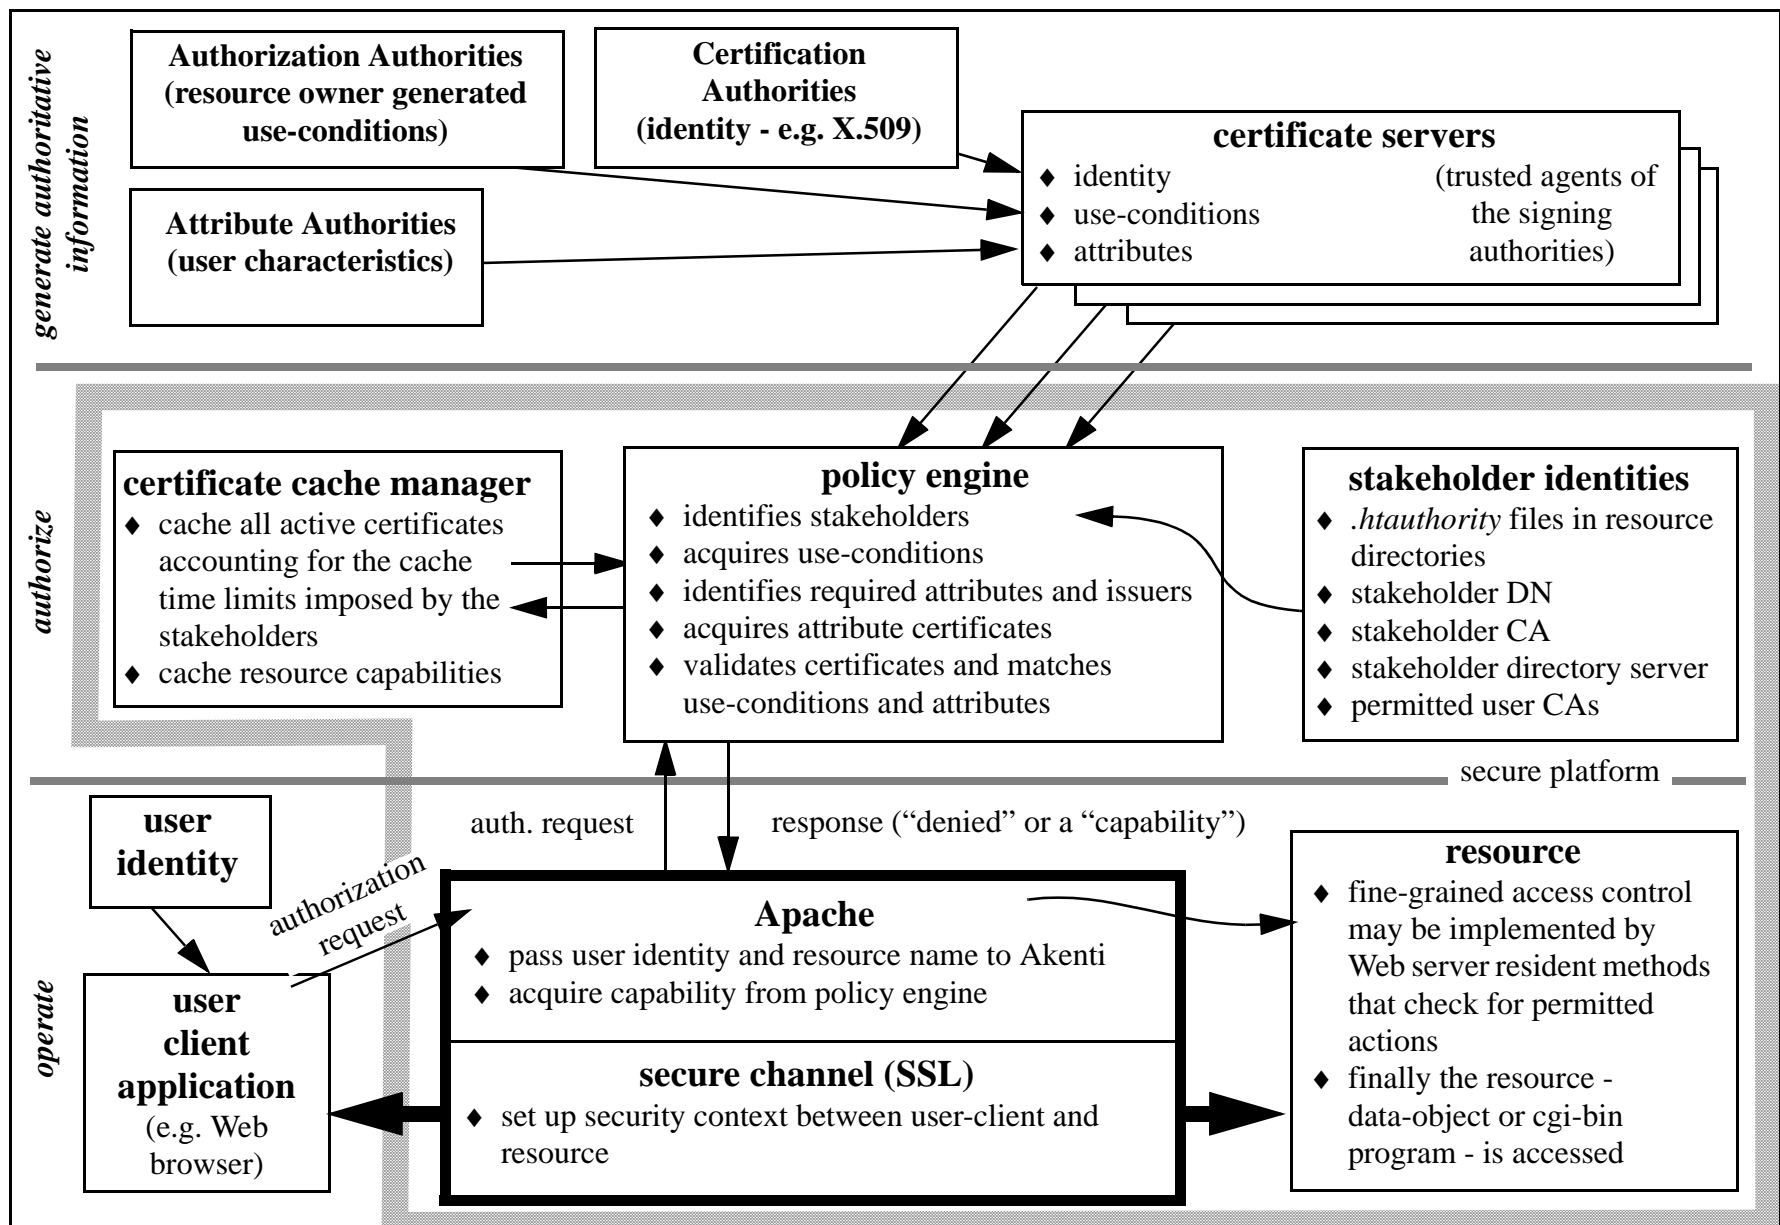 generate authoritative
information
Authorization Authorities
(resource owner generated
use-conditions)
Certification
Authorities
(identity - e.g. X.509)
Attribute Authorities
(user characteristics)
certificate servers
♦ identity
♦ use-conditions
♦ attributes
(trusted agents of
the signing
authorities)
authorize
certificate cache manager
♦ cache all active certificates
accounting for the cache
time limits imposed by the
stakeholders
♦ cache resource capabilities
policy engine
♦ identifies stakeholders
♦ acquires use-conditions
♦ identifies required attributes and issuers
♦ acquires attribute certificates
♦ validates certificates and matches
use-conditions and attributes
stakeholder identities
♦ .htauthority files in resource
directories
♦ stakeholder DN
♦ stakeholder CA
♦ stakeholder directory server
♦ permitted user CAs
secure platform
operate
user
identity
auth. request
response (“denied” or a “capability”)
authorization
request
user
client
application
(e.g. Web
browser)
Apache
♦ pass user identity and resource name to Akenti
♦ acquire capability from policy engine
secure channel (SSL)
♦ set up security context between user-client and
resource
resource
♦ fine-grained access control
may be implemented by
Web server resident methods
that check for permitted
actions
♦ finally the resource -
data-object or cgi-bin
program - is accessed